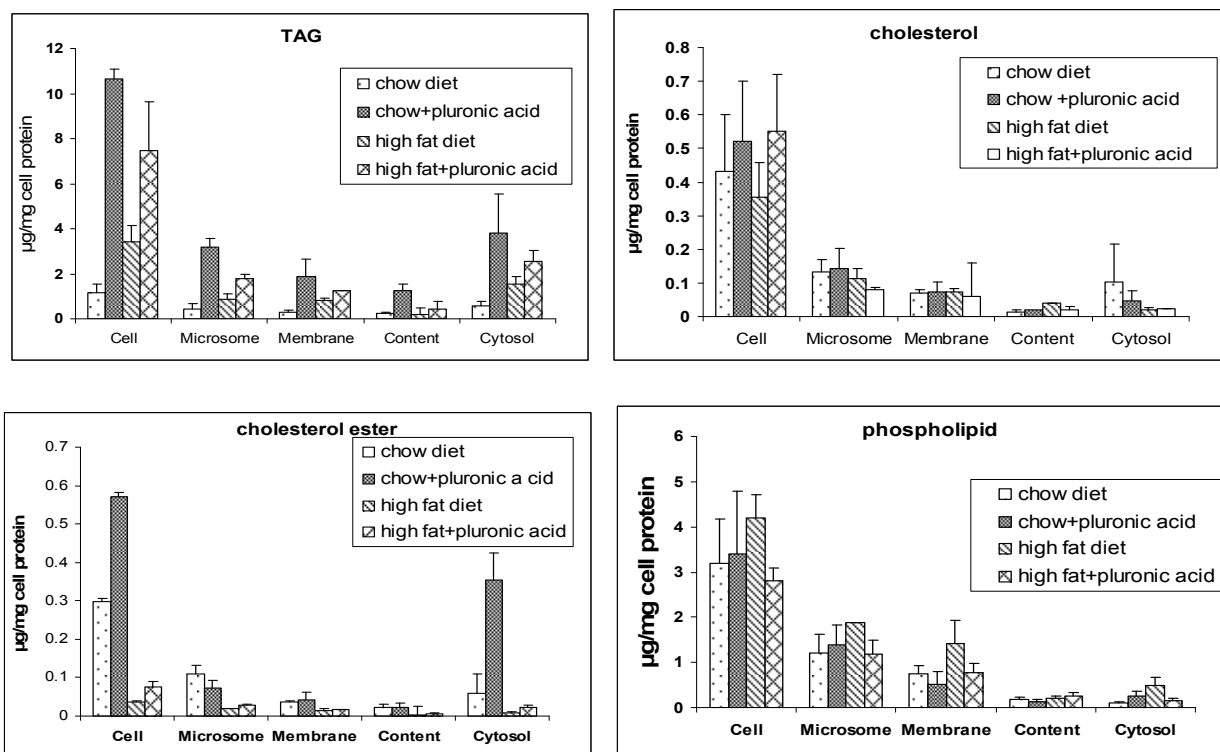 TAG
µg/mg cell protein
12
10
8
6
4
2
0
chow diet
chow+pluronic acid
high fat diet
high fat+pluronic acid
Cell Microsome Membrane Content Cytosol
cholesterol
µg/mg cell protein
0.8
0.7
0.6
0.5
0.4
0.3
0.2
0.1
0
chow diet
chow +pluronic acid
high fat diet
high fat+pluronic acid
Cell Microsome Membrane Content Cytosol
cholesterol ester
µg/mg cell protein
0.7
0.6
0.5
0.4
0.3
0.2
0.1
0
chow diet
chow+pluronic a cid
high fat diet
high fat+pluronic acid
Cell Microsome Membrane Content Cytosol
phospholipid
µg/mg cell protein
6
5
4
3
2
1
0
chow diet
chow+pluronic acid
high fat diet
high fat+pluronic acid
Cell Microsome Membrane Content Cytosol